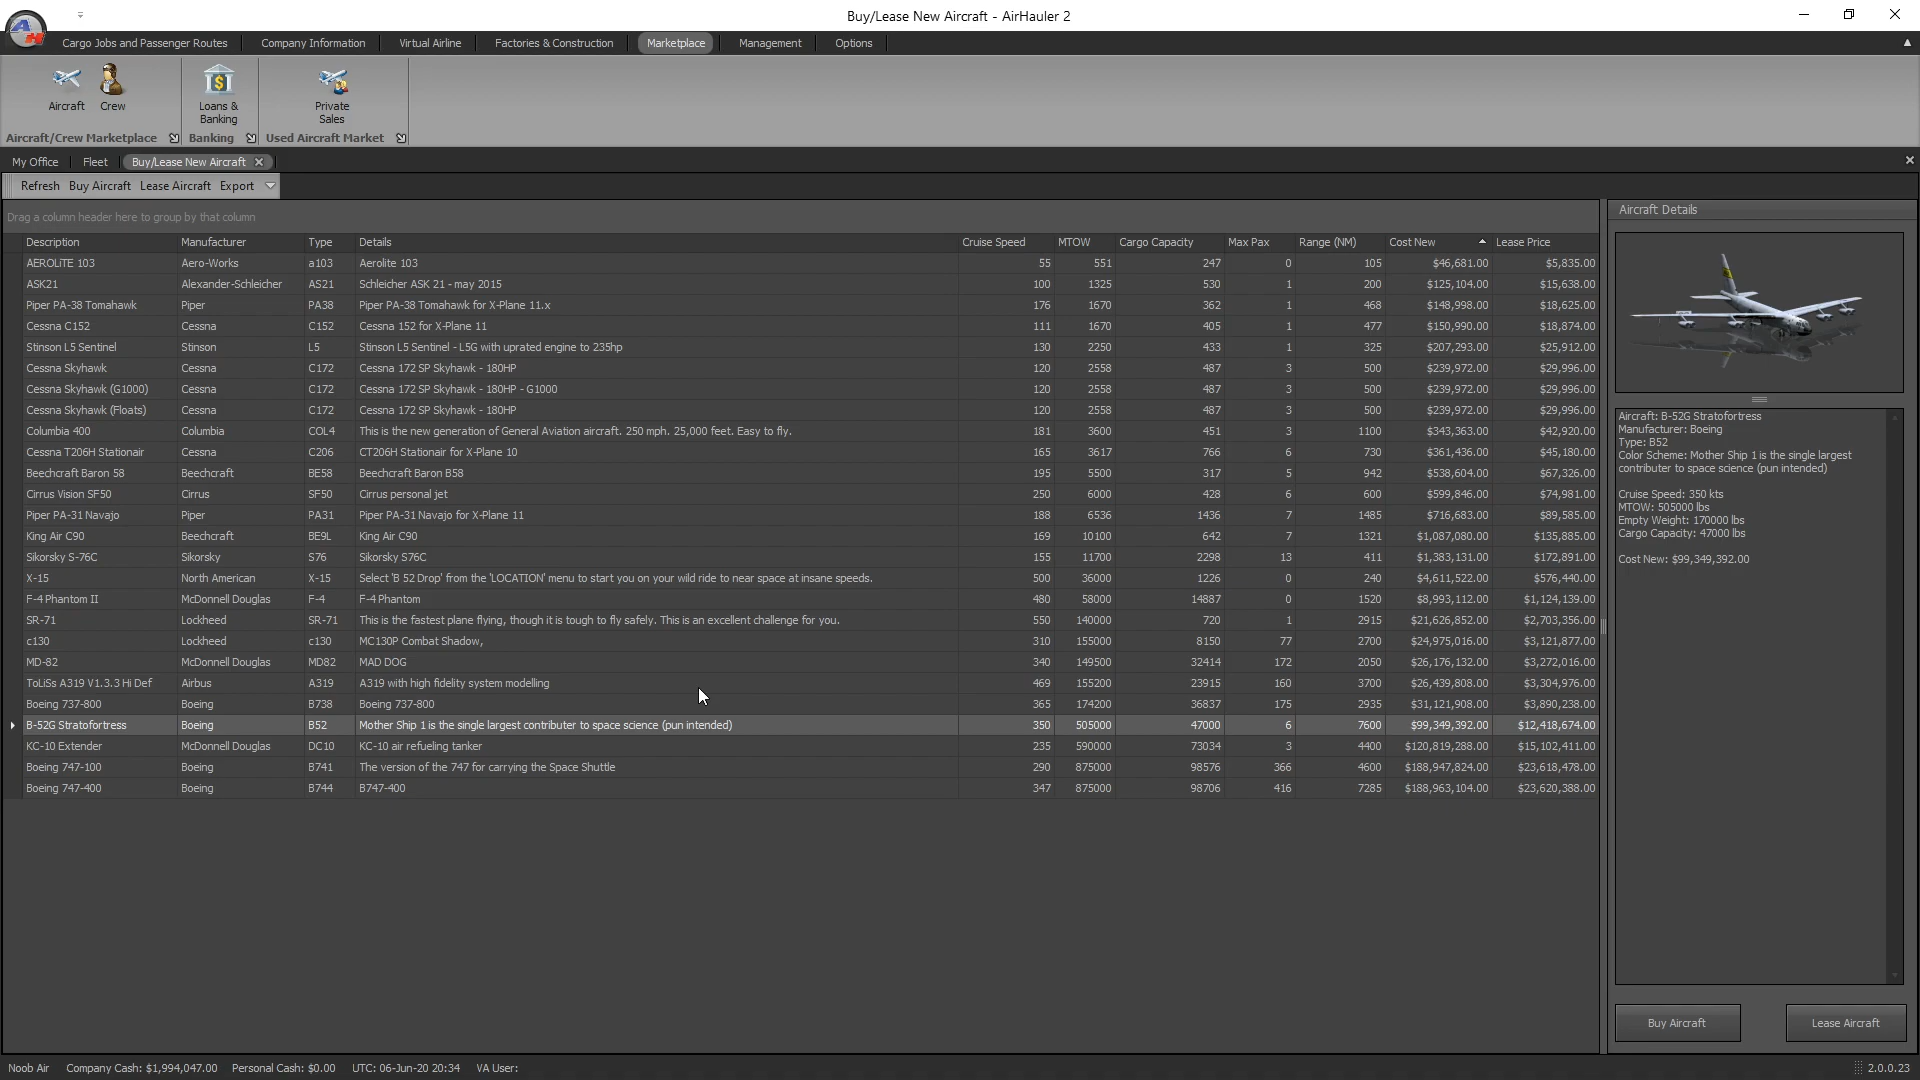 Buy/Lease New Aircraft - AirHauler 2
Cargo Jobs and Passenger Routes Company Information Virtual Airline Factories & Construction Marketplace Management Options
Aircraft Crew Loans & Banking Private Sales
Aircraft/Crew Marketplace Banking Used Aircraft Market
My Office Fleet Buy/Lease New Aircraft
Refresh Buy Aircraft Lease Aircraft Export
Drag a column header here to group by that column
Description Manufacturer Type Details Cruise Speed MTOW Cargo Capacity Max Pax Range (NM) Cost New Lease Price
AEROLiTE 103 Aero-Works a103 Aerolite 103 55 551 247 0 105 $46,681.00 $5,835.00
ASK21 Alexander-Schleicher AS21 Schleicher ASK 21 - may 2015 100 1325 530 1 200 $125,104.00 $15,638.00
Piper PA-38 Tomahawk Piper PA38 Piper PA-38 Tomahawk for X-Plane 11.x 176 1670 362 1 468 $148,998.00 $18,625.00
Cessna C152 Cessna C152 Cessna 152 for X-Plane 11 111 1670 405 1 477 $150,990.00 $18,874.00
Stinson L5 Sentinel Stinson L5 Stinson L5 Sentinel - L5G with uprated engine to 235hp 130 2250 433 1 325 $207,293.00 $25,912.00
Cessna Skyhawk Cessna C172 Cessna 172 SP Skyhawk - 180HP 120 2558 487 3 500 $239,972.00 $29,996.00
Cessna Skyhawk (G1000) Cessna C172 Cessna 172 SP Skyhawk - 180HP - G1000 120 2558 487 3 500 $239,972.00 $29,996.00
Cessna Skyhawk (Floats) Cessna C172 Cessna 172 SP Skyhawk - 180HP 120 2558 487 3 500 $239,972.00 $29,996.00
Columbia 400 Columbia COL4 This is the new generation of General Aviation aircraft. 250 mph. 25,000 feet. Easy to fly. 181 3600 451 3 1100 $343,363.00 $42,920.00
Cessna T206H Stationair Cessna C206 CT206H Stationair for X-Plane 10 165 3617 766 6 730 $361,436.00 $45,180.00
Beechcraft Baron 58 Beechcraft BE58 Beechcraft Baron B58 195 5500 317 5 942 $538,604.00 $67,326.00
Cirrus Vision SF50 Cirrus SF50 Cirrus personal jet 250 6000 428 6 600 $599,846.00 $74,981.00
Piper PA-31 Navajo Piper PA31 Piper PA-31 Navajo for X-Plane 11 188 6536 1436 7 1485 $716,683.00 $89,585.00
King Air C90 Beechcraft BE9L King Air C90 169 10100 642 7 1321 $1,087,080.00 $135,885.00
Sikorsky S-76C Sikorsky S76 Sikorsky S76C 155 11700 2298 13 411 $1,383,131.00 $172,891.00
X-15 North American X-15 Select 'B 52 Drop' from the 'LOCATION' menu to start you on your wild ride to near space at insane speeds. 500 36000 1226 0 240 $4,611,522.00 $576,440.00
F-4 Phantom II McDonnell Douglas F-4 F-4 Phantom 480 58000 14887 0 1520 $8,993,112.00 $1,124,139.00
SR-71 Lockheed SR-71 This is the fastest plane flying, though it is tough to fly safely. This is an excellent challenge for you. 550 140000 720 1 2915 $21,626,852.00 $2,703,356.00
c130 Lockheed c130 MC130P Combat Shadow, 310 155000 8150 77 2700 $24,975,016.00 $3,121,877.00
MD-82 McDonnell Douglas MD82 MAD DOG 340 149500 32414 172 2050 $26,176,132.00 $3,272,016.00
ToLiSs A319 V1.3.3 Hi Def Airbus A319 A319 with high fidelity system modelling 469 155200 23915 160 3700 $26,439,808.00 $3,304,976.00
Boeing 737-800 Boeing B738 Boeing 737-800 365 174200 36837 175 2935 $31,121,908.00 $3,890,238.00
B-52G Stratofortress Boeing B52 Mother Ship 1 is the single largest contributer to space science (pun intended) 350 505000 47000 6 7600 $99,349,392.00 $12,418,674.00
KC-10 Extender McDonnell Douglas DC10 KC-10 air refueling tanker 235 590000 73034 3 4400 $120,819,288.00 $15,102,411.00
Boeing 747-100 Boeing B741 The version of the 747 for carrying the Space Shuttle 290 875000 98576 366 4600 $188,947,824.00 $23,618,478.00
Boeing 747-400 Boeing B744 B747-400 347 875000 98706 416 7285 $188,963,104.00 $23,620,388.00
Aircraft Details
Aircraft: B-52G Stratofortress
Manufacturer: Boeing
Type: B52
Color Scheme: Mother Ship 1 is the single largest
contributer to space science (pun intended)
Cruise Speed: 350 kts
MTOW: 505000 lbs
Empty Weight: 170000 lbs
Cargo Capacity: 47000 lbs
Cost New: $99,349,392.00
Buy Aircraft Lease Aircraft
Noob Air Company Cash: $1,994,047.00 Personal Cash: $0.00 UTC: 06-Jun-20 20:34 VA User: 2.0.0.23